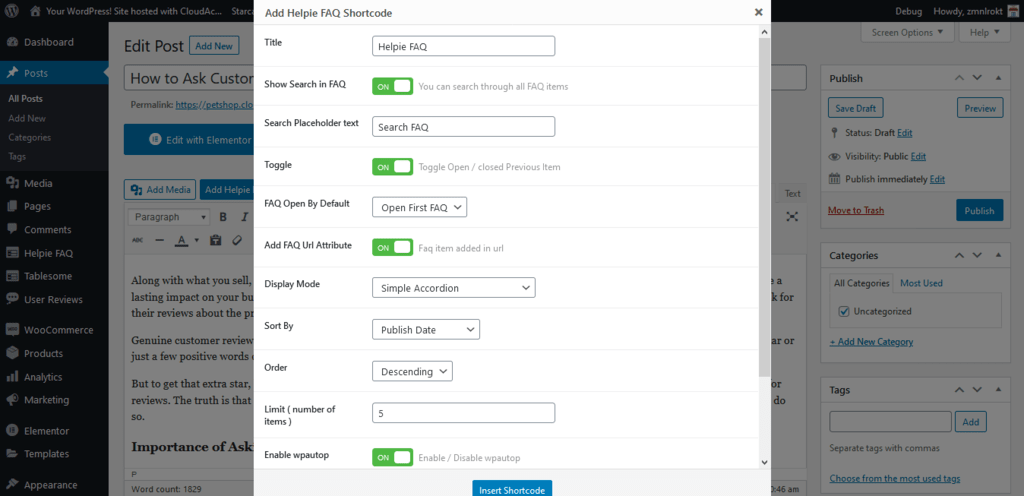 Your WordPress! Site hosted with CloudAc...
Debug
Howdy, zmnlrokt
Dashboard
Posts
All Posts
Add New
Categories
Tags
Media
Pages
Comments
Helpie FAQ
Tablesome
User Reviews
WooCommerce
Products
Analytics
Marketing
Elementor
Templates
Appearance
Edit Post
Add New
Screen Options
Help
How to Ask Custom
Permalink: https://petshop.clo
Edit with Elementor
Add Media
Add Helpie
Text
Paragraph
B I
ABC
A
Along with what you sell,
lasting impact on your bu
their reviews about the pr
Genuine customer review
just a few positive words
But to get that extra star,
reviews. The truth is that
so.
e a
k for
ar or
or
do
Importance of Ask
P
Word count: 1829
0:46 am
Add Helpie FAQ Shortcode
Title
Helpie FAQ
Show Search in FAQ
ON
You can search through all FAQ items
Search Placeholder text
Search FAQ
Toggle
ON
Toggle Open / closed Previous Item
FAQ Open By Default
Open First FAQ
Add FAQ Url Attribute
ON
Faq item added in url
Display Mode
Simple Accordion
Sort By
Publish Date
Order
Descending
Limit ( number of
items )
5
Enable wpautop
ON
Enable / Disable wpautop
Insert Shortcode
Publish
Save Draft
Preview
Status: Draft Edit
Visibility: Public Edit
Publish immediately Edit
Move to Trash
Publish
Categories
All Categories
Most Used
Uncategorized
+ Add New Category
Tags
Add
Separate tags with commas
Choose from the most used tags